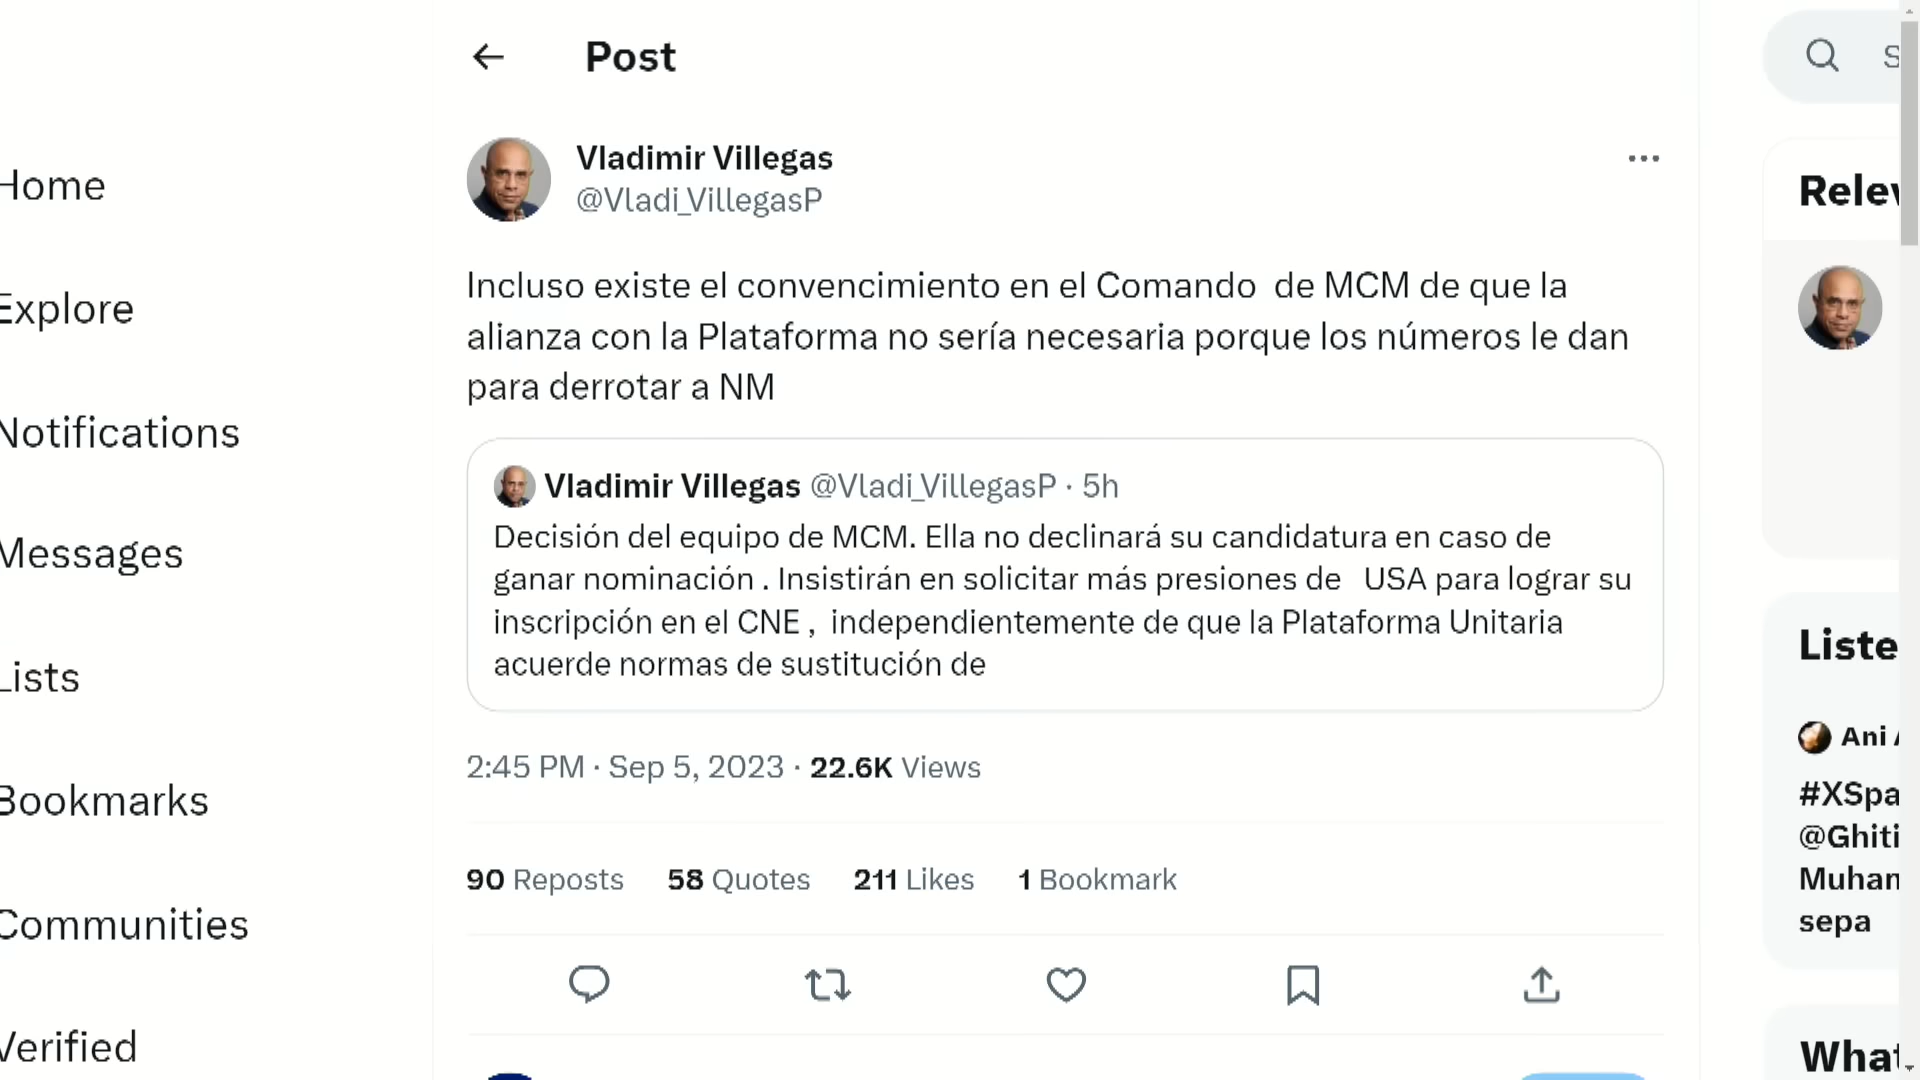 Post
Vladimir Villegas
@Vladi_VillegasP
Incluso existe el convencimiento en el Comando de MCM de que la
alianza con la Plataforma no sería necesaria porque los números le dan
para derrotar a NM
Vladimir Villegas @Vladi_VillegasP · 5h
Decisión del equipo de MCM. Ella no declinará su candidatura en caso de
ganar nominación . Insistirán en solicitar más presiones de USA para lograr su
inscripción en el CNE , independientemente de que la Plataforma Unitaria
acuerde normas de sustitución de
2:45 PM · Sep 5, 2023 · 22.6K Views
90 Reposts 58 Quotes 211 Likes 1 Bookmark
Home
Explore
Notifications
Messages
Lists
Bookmarks
Communities
Verified
S
Relev
Liste
Ani
#XSpa
@Ghiti
Muham
sepa
What